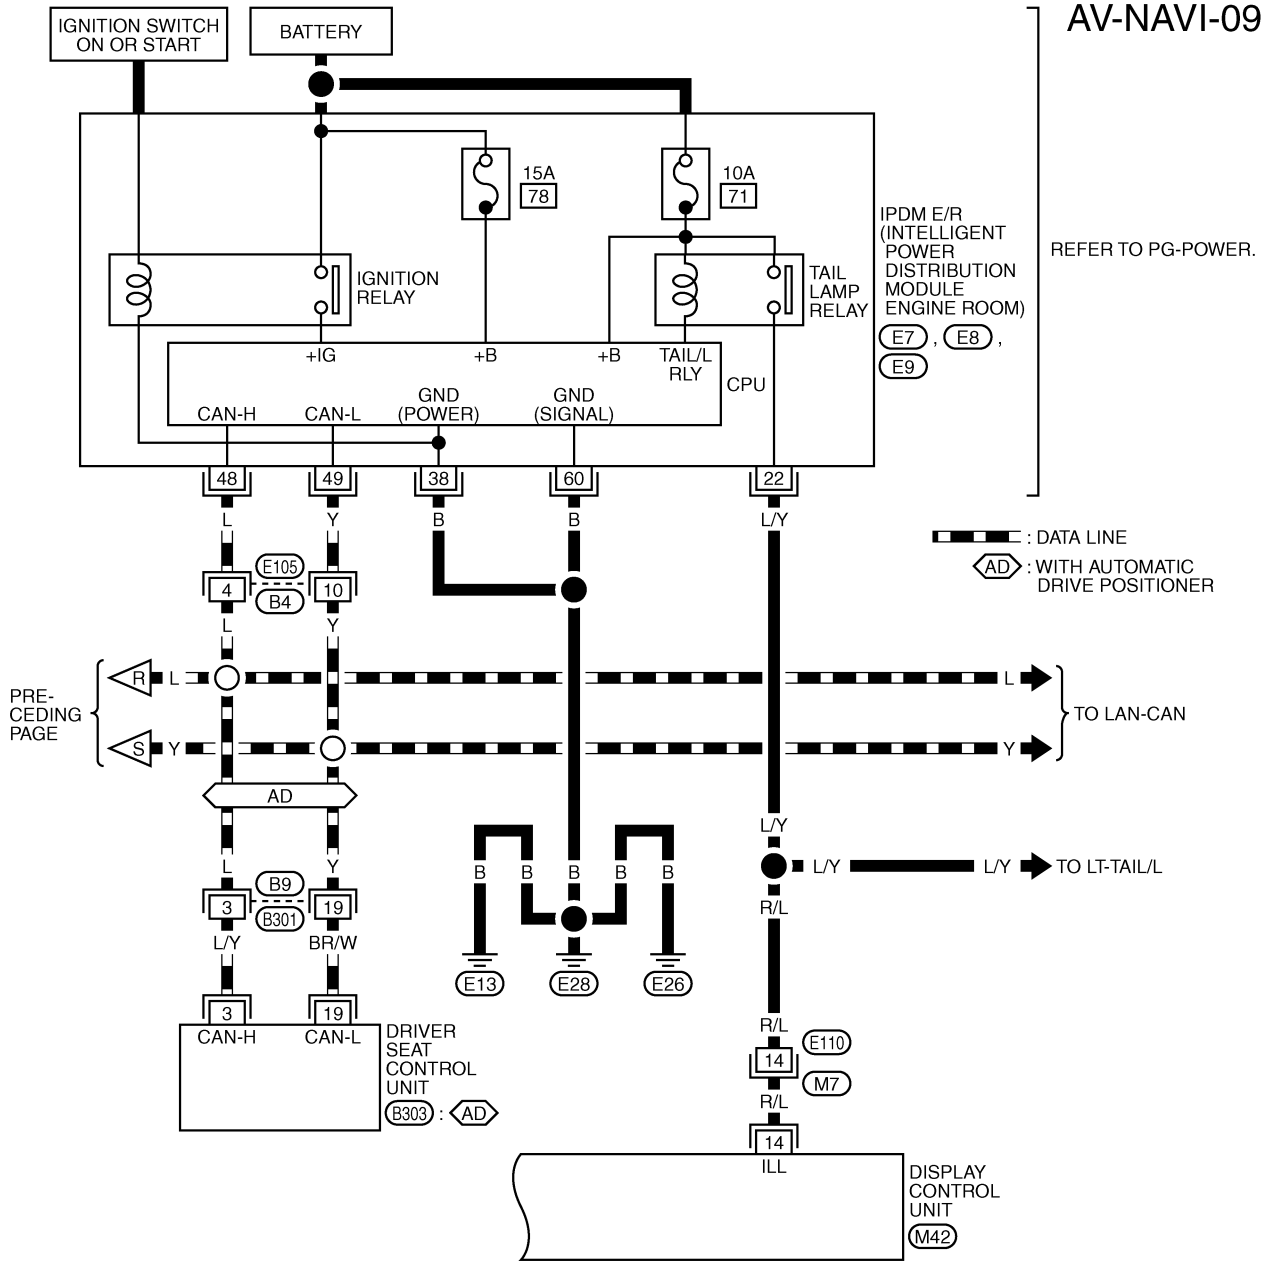 AV-NAVI-09
IGNITION SWITCH
ON OR START
BATTERY
15A
78
10A
71
IPDM E/R
(INTELLIGENT
POWER
DISTRIBUTION
MODULE
ENGINE ROOM)
E7 , E8 ,
E9
REFER TO PG-POWER.
IGNITION
RELAY
TAIL
LAMP
RELAY
+IG
+B
+B
TAIL/L
RLY
CPU
CAN-H
CAN-L
GND
(POWER)
GND
(SIGNAL)
48
49
38
60
22
L
Y
B
B
L/Y
: DATA LINE
AD : WITH AUTOMATIC
DRIVE POSITIONER
E105
4
10
B4
L
Y
PRE-
CEDING
PAGE
R
L
L
S
Y
Y
TO LAN-CAN
AD
L/Y
L
Y
L/Y
L/Y
TO LT-TAIL/L
B
B
B
B
B
B9
3
19
B301
R/L
L/Y
BR/W
E13
E28
E26
3
19
CAN-H
CAN-L
DRIVER
SEAT
CONTROL
UNIT
B303 : AD
R/L
E110
14
M7
R/L
14
ILL
DISPLAY
CONTROL
UNIT
M42